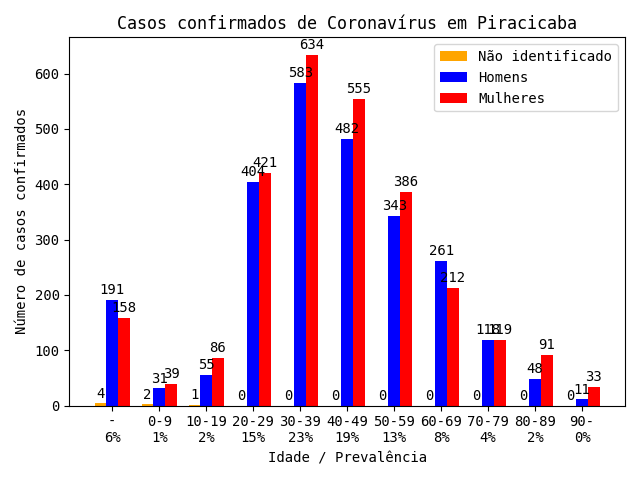 Casos confirmados de Coronavírus em Piracicaba
Número de casos confirmados
600
500
400
300
200
100
0
Não identificado
Homens
Mulheres
4 191 158
2 31 39
1 55 86
0 404 421
0 583 634
0 482 555
0 343 386
0 261 212
0 118 119
0 48 91
0 11 33
- 0-9 10-19 20-29 30-39 40-49 50-59 60-69 70-79 80-89 90-
6% 1% 2% 15% 23% 19% 13% 8% 4% 2% 0%
Idade / Prevalência